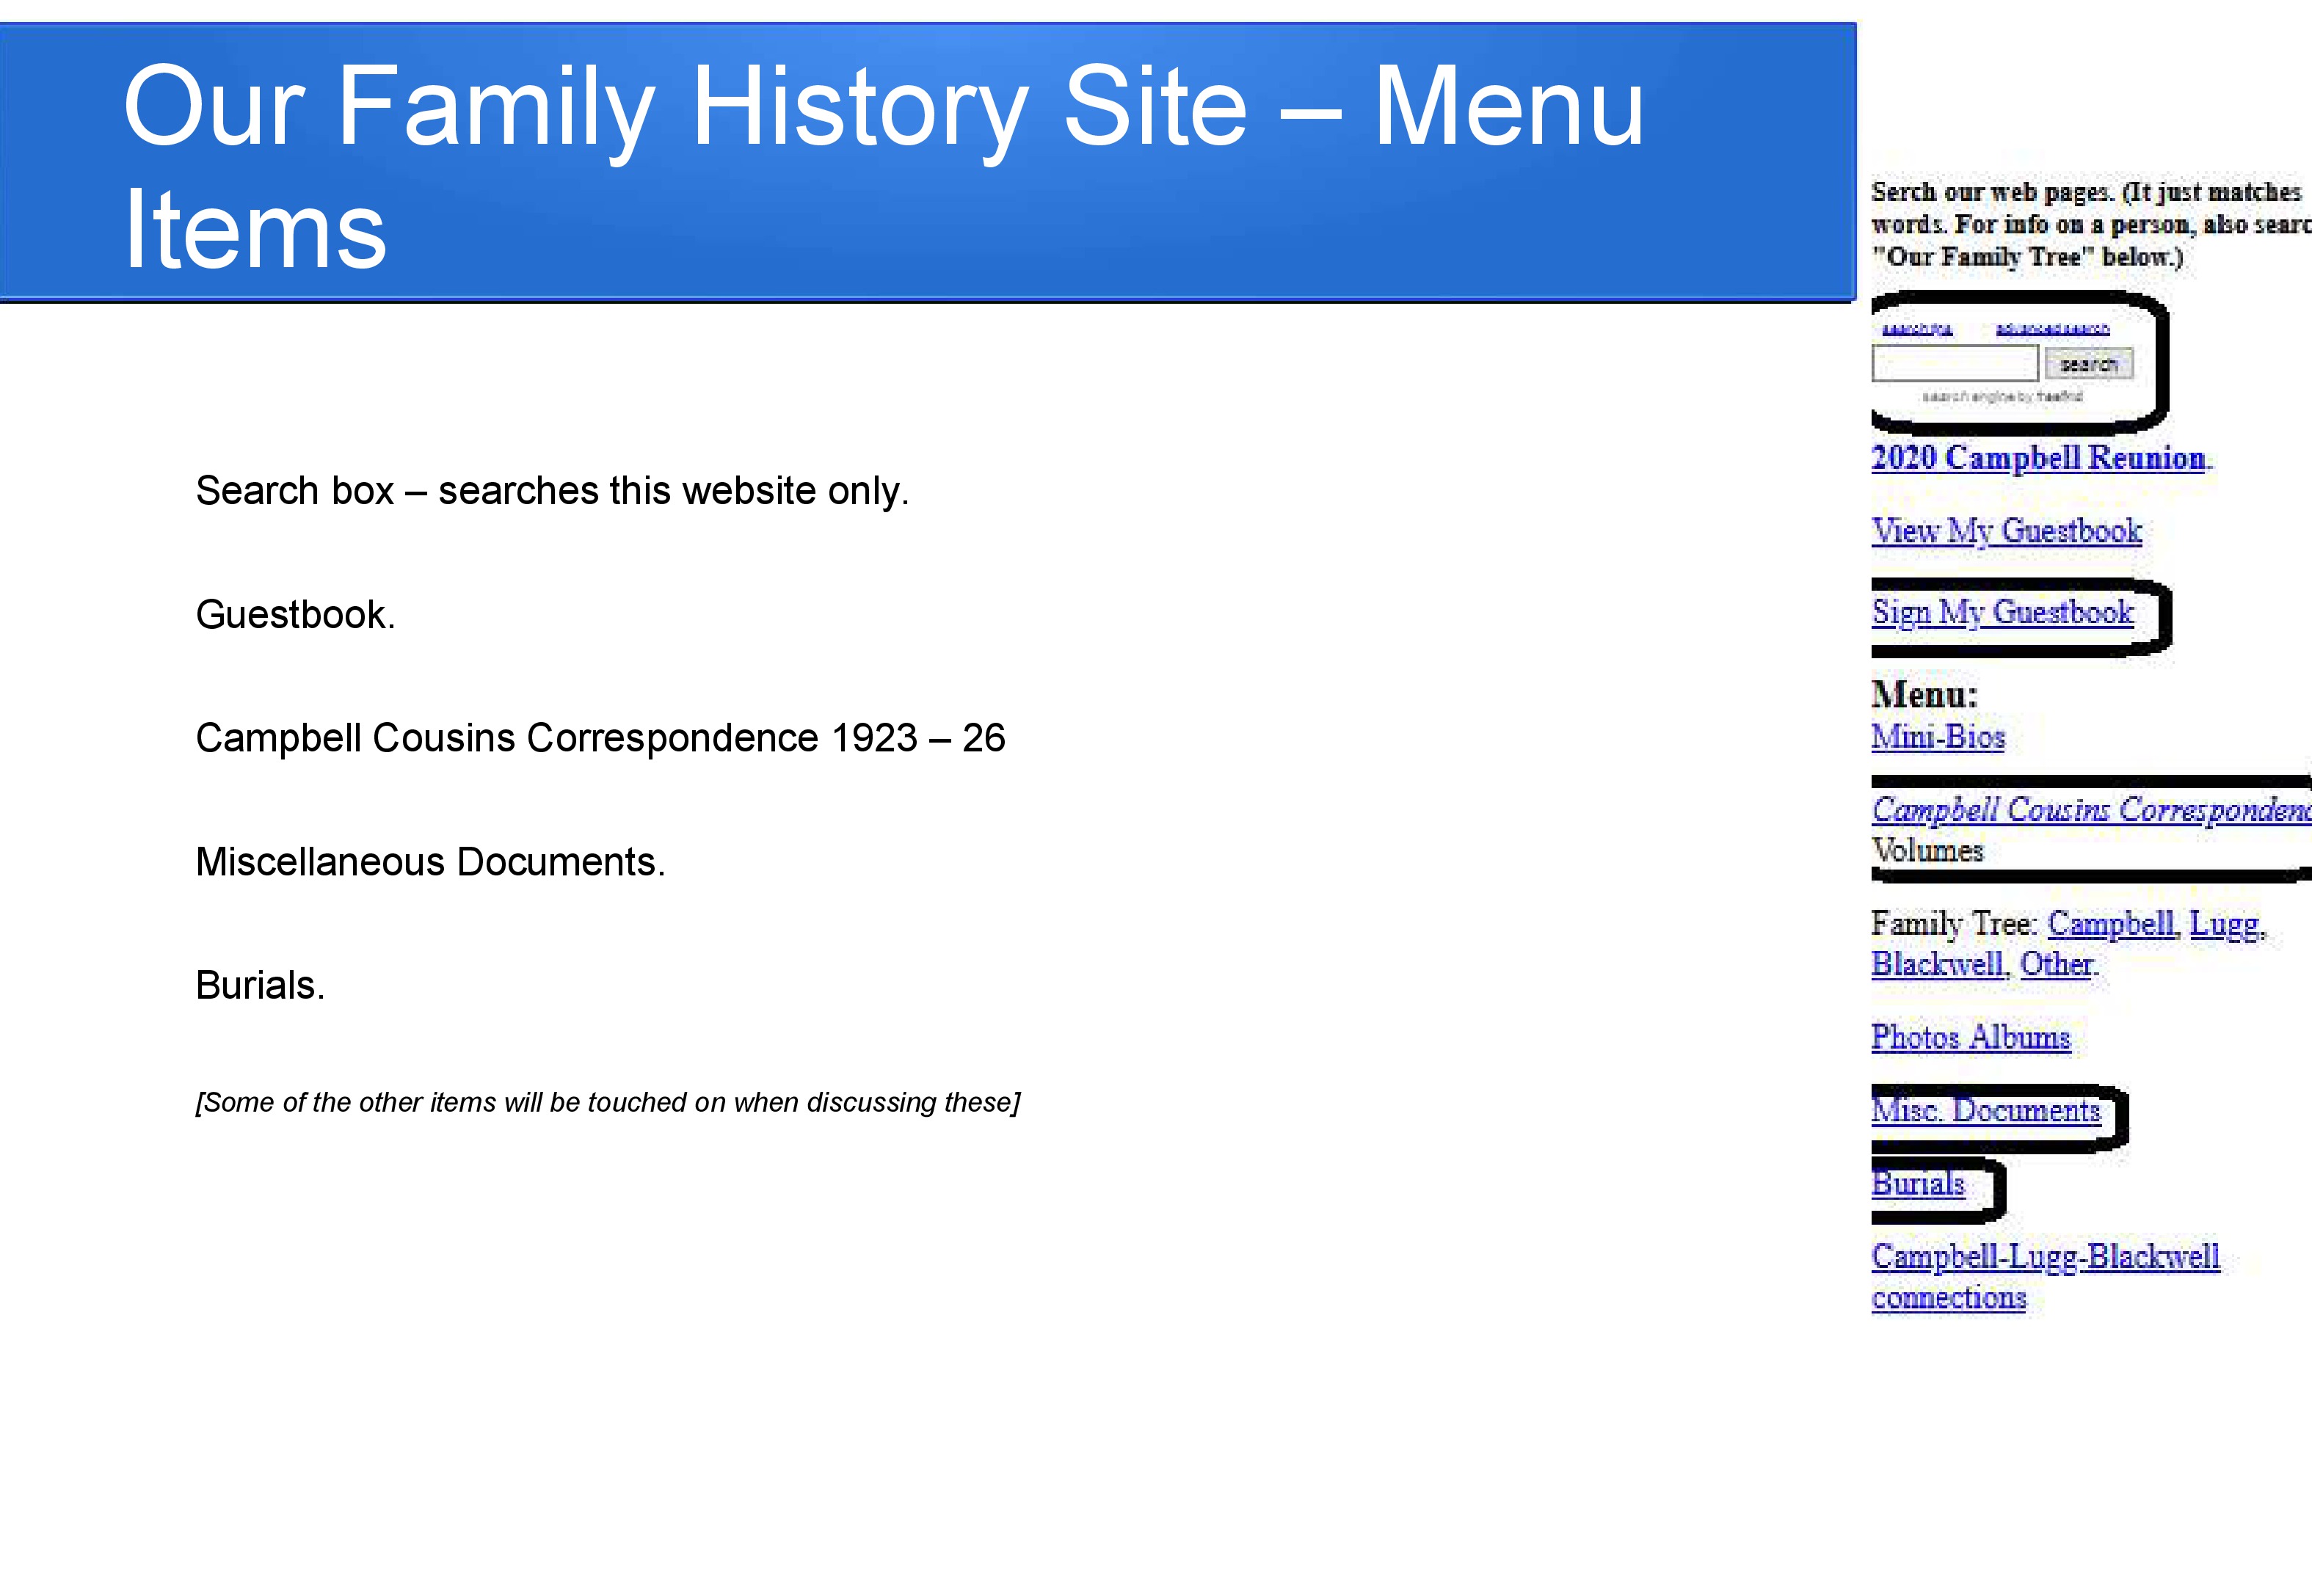 Our Family History Site – Menu
Items
Search box – searches this website only.
Guestbook.
Campbell Cousins Correspondence 1923 – 26
Miscellaneous Documents.
Burials.
[Some of the other items will be touched on when discussing these]
Serch our web pages. (It just matches
words. For info on a person, also searc
"Our Family Tree" below.)
search advanced search
search
search engine by freefind
2020 Campbell Reunion.
View My Guestbook
Sign My Guestbook
Menu:
Mini-Bios
Campbell Cousins Correspondenc
Volumes
Family Tree: Campbell, Lugg,
Blackwell, Other.
Photos Albums
Misc. Documents
Burials
Campbell-Lugg-Blackwell
connections